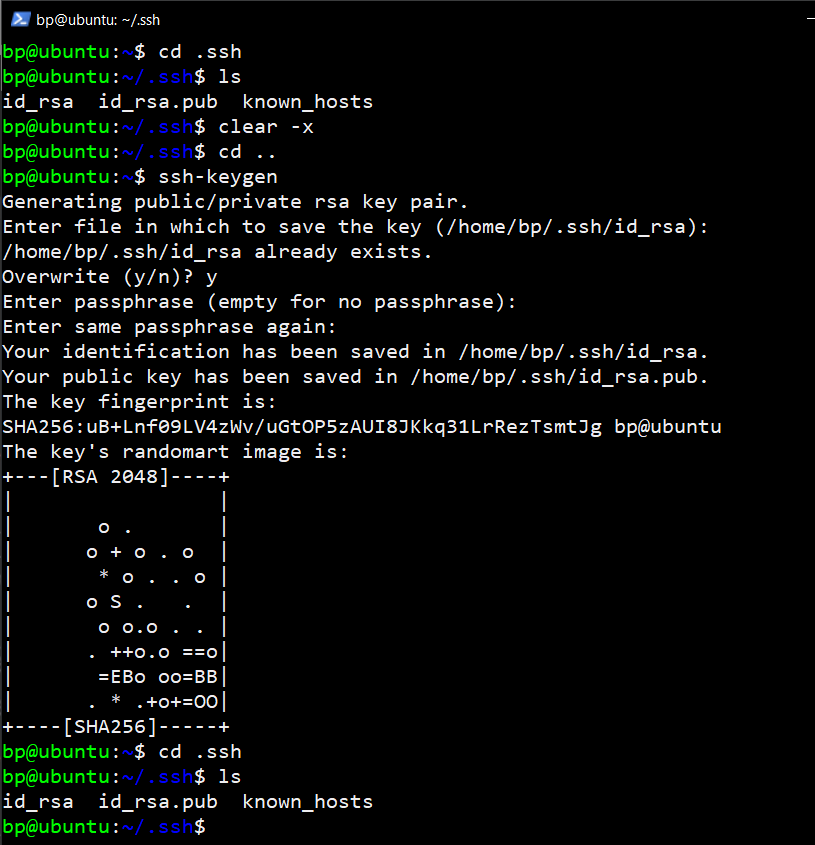 bp@ubuntu: ~/.ssh
bp@ubuntu:~$ cd .ssh
bp@ubuntu:~/.ssh$ ls
id_rsa  id_rsa.pub  known_hosts
bp@ubuntu:~/.ssh$ clear -x
bp@ubuntu:~/.ssh$ cd ..
bp@ubuntu:~$ ssh-keygen
Generating public/private rsa key pair.
Enter file in which to save the key (/home/bp/.ssh/id_rsa):
/home/bp/.ssh/id_rsa already exists.
Overwrite (y/n)? y
Enter passphrase (empty for no passphrase):
Enter same passphrase again:
Your identification has been saved in /home/bp/.ssh/id_rsa.
Your public key has been saved in /home/bp/.ssh/id_rsa.pub.
The key fingerprint is:
SHA256:uB+Lnf09LV4zWv/uGtOP5zAUI8JKkq31LrRezTsmtJg bp@ubuntu
The key's randomart image is:
+---[RSA 2048]----+
|                 |
|       o .       |
|      o + o . o  |
|       * o . . o |
|      o S .   .  |
|       o o.o . . |
|      . ++o.o ==o|
|       =EBo oo=BB|
|      . * .+o+=OO|
+----[SHA256]-----+
bp@ubuntu:~$ cd .ssh
bp@ubuntu:~/.ssh$ ls
id_rsa  id_rsa.pub  known_hosts
bp@ubuntu:~/.ssh$